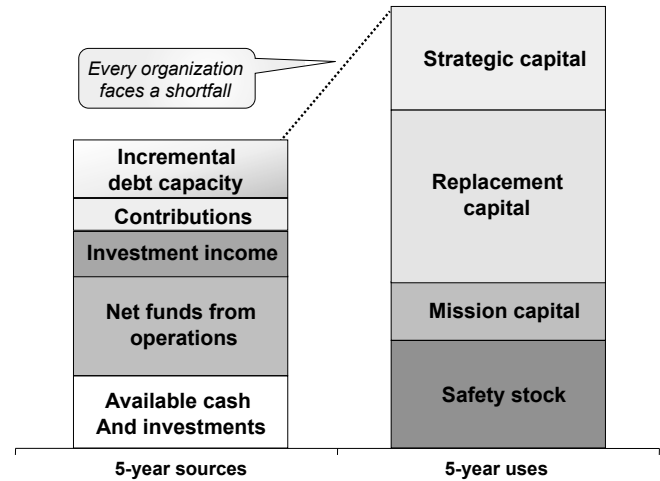 Every organization
faces a shortfall
Strategic capital
Incremental
debt capacity
Replacement
capital
Contributions
Investment income
Net funds from
operations
Mission capital
Available cash
And investments
Safety stock
5-year sources
5-year uses